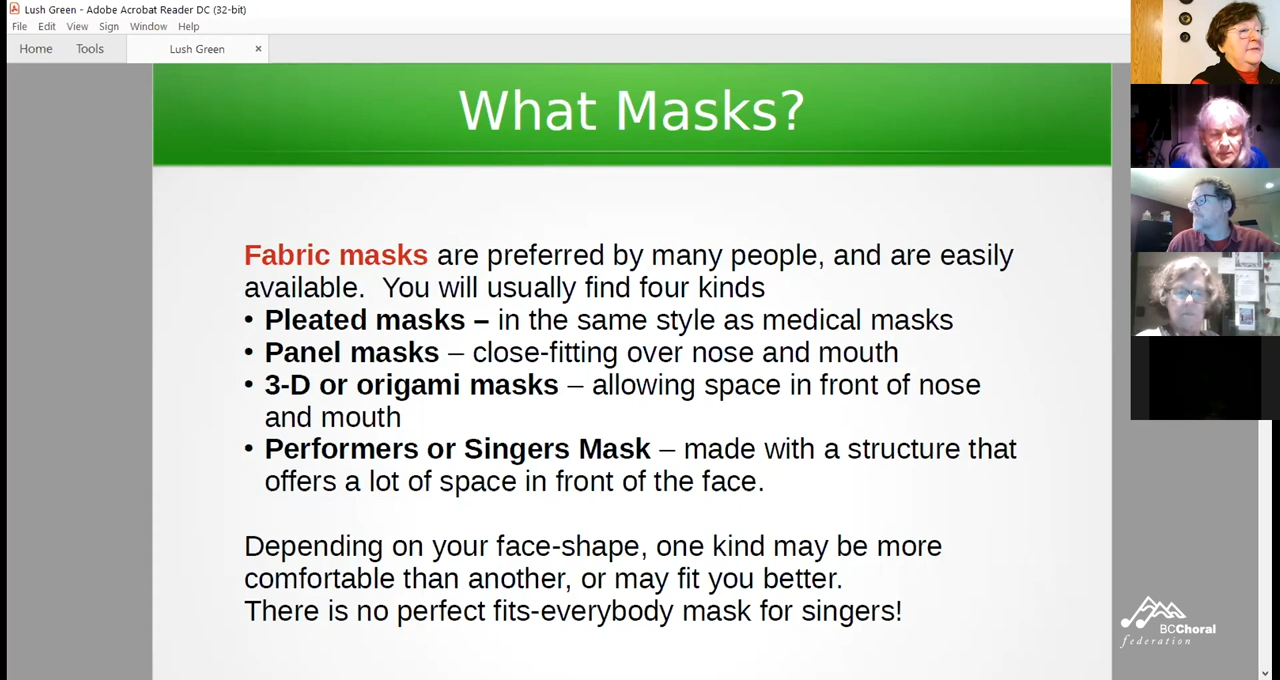 Lush Green - Adobe Acrobat Reader DC (32-bit)
File Edit View Sign Window Help
Home Tools Lush Green ×
What Masks?
Fabric masks are preferred by many people, and are easily
available. You will usually find four kinds
• Pleated masks – in the same style as medical masks
• Panel masks – close-fitting over nose and mouth
• 3-D or origami masks – allowing space in front of nose
and mouth
• Performers or Singers Mask – made with a structure that
offers a lot of space in front of the face.
Depending on your face-shape, one kind may be more
comfortable than another, or may fit you better.
There is no perfect fits-everybody mask for singers!
BCChoral
federation